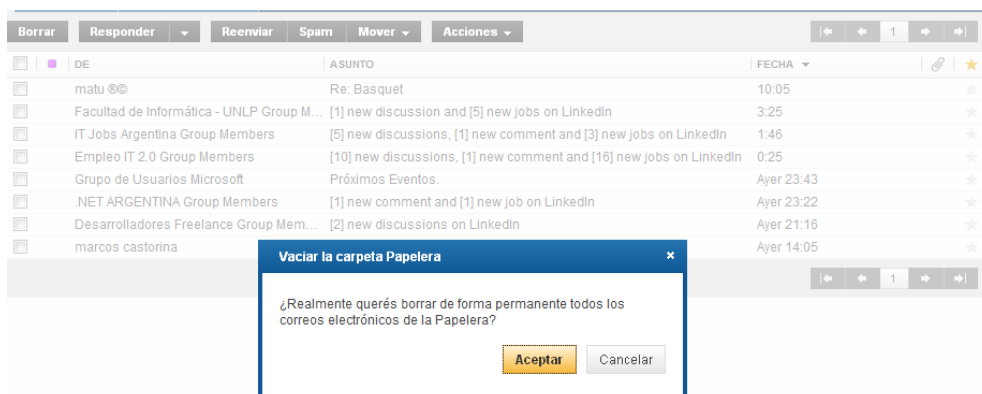 Borrar Responder Reenviar Spam Mover Acciones 1
DE ASUNTO FECHA
matu ®© Re: Basquet 10:05
Facultad de Informática - UNLP Group M... [1] new discussion and [5] new jobs on LinkedIn 3:25
IT Jobs Argentina Group Members [5] new discussions, [1] new comment and [3] new jobs on LinkedIn 1:46
Empleo IT 2.0 Group Members [10] new discussions, [1] new comment and [16] new jobs on LinkedIn 0:25
Grupo de Usuarios Microsoft Próximos Eventos. Ayer 23:43
.NET ARGENTINA Group Members [1] new comment and [1] new job on LinkedIn Ayer 23:22
Desarrolladores Freelance Group Mem... [2] new discussions on LinkedIn Ayer 21:16
marcos castorina Ayer 14:05
1
Vaciar la carpeta Papelera
¿Realmente querés borrar de forma permanente todos los
correos electrónicos de la Papelera?
Aceptar Cancelar